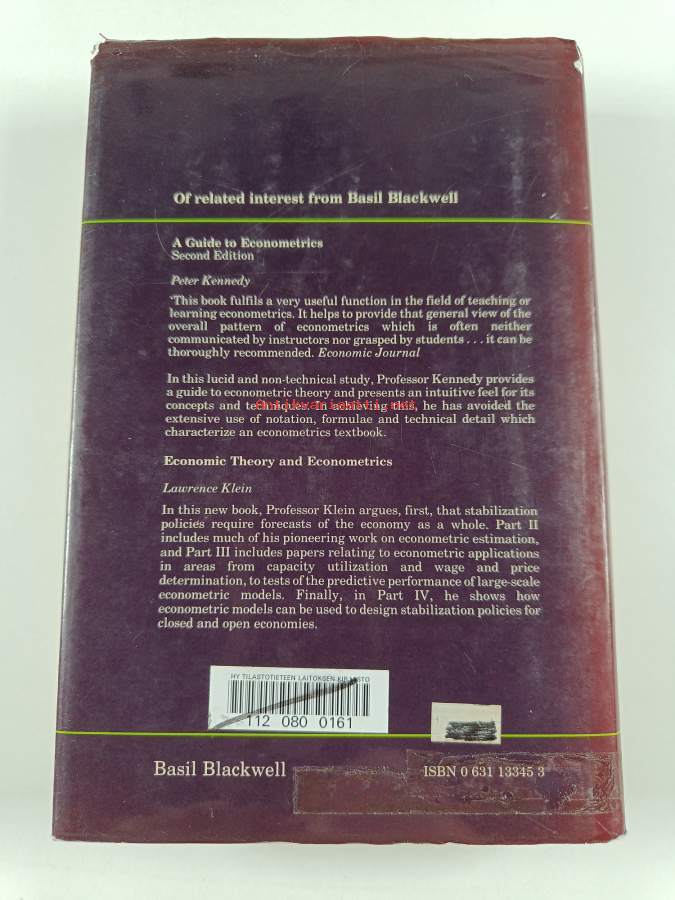 Of related interest from Basil Blackwell
A Guide to Econometrics
Second Edition
Peter Kennedy
'This book fulfils a very useful function in the field of teaching or
learning econometrics. It helps to provide that general view of the
overall pattern of econometrics which is often neither
communicated by instructors nor grasped by students . . . it can be
thoroughly recommended. Economic Journal
In this lucid and non-technical study, Professor Kennedy provides
a guide to econometric theory and presents an intuitive feel for its
concepts and techniques. In achieving this, he has avoided the
extensive use of notation, formulae and technical detail which
characterize an econometrics textbook.
Economic Theory and Econometrics
Lawrence Klein
In this new book, Professor Klein argues, first, that stabilization
policies require forecasts of the economy as a whole. Part II
includes much of his pioneering work on econometric estimation,
and Part III includes papers relating to econometric applications
in areas from capacity utilization and wage and price
determination, to tests of the predictive performance of large-scale
econometric models. Finally, in Part IV, he shows how
econometric models can be used to design stabilization policies for
closed and open economies.
HY TILASTOTIETEEN LAITOKSEN KIRJASTO
112 080 0161
Basil Blackwell
ISBN 0 631 13345 3